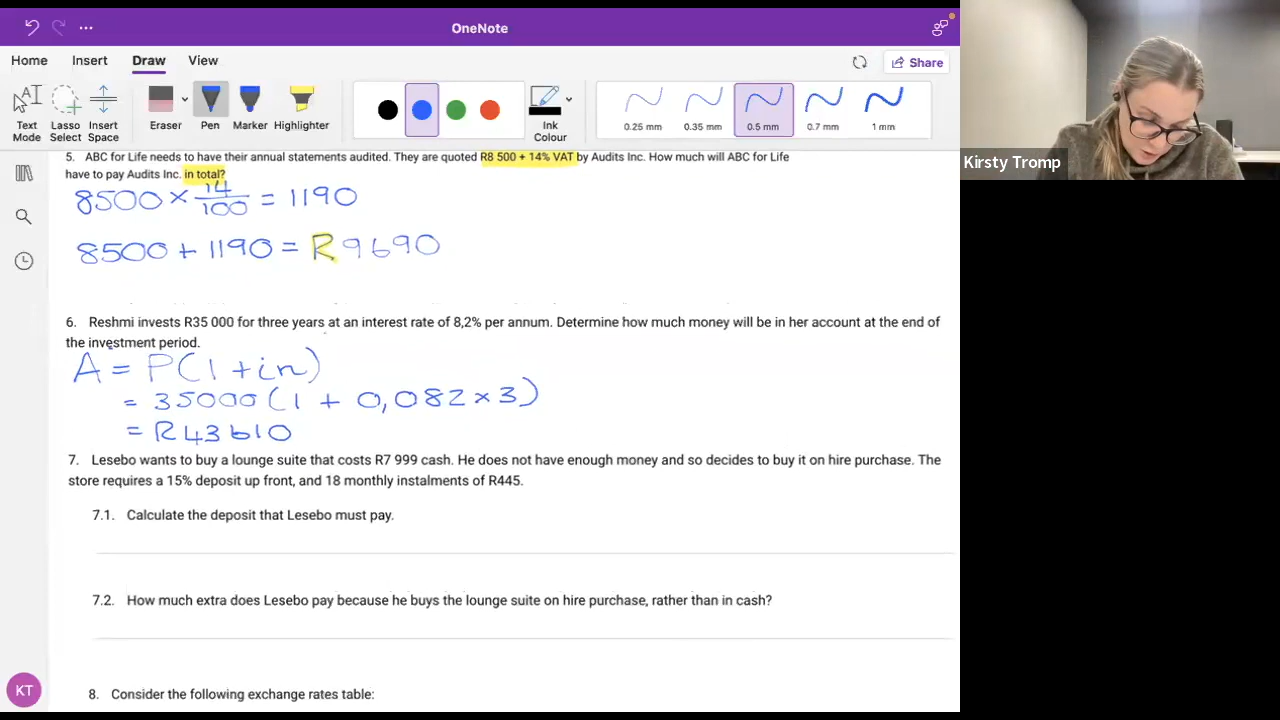 OneNote
Home Insert Draw View
Share
Text Mode
Lasso Select
Insert Space
Eraser
Pen
Marker
Highlighter
Ink Colour
0.25 mm 0.35 mm 0.5 mm 0.7 mm 1 mm
Kirsty Tromp
5. ABC for Life needs to have their annual statements audited. They are quoted R8 500 + 14% VAT by Audits Inc. How much will ABC for Life
have to pay Audits Inc. in total?
8500 × 14/100 = 1190
8500 + 1190 = R9690
6. Reshmi invests R35 000 for three years at an interest rate of 8,2% per annum. Determine how much money will be in her account at the end of
the investment period.
A = P(1 + in)
= 35000(1 + 0,082 × 3)
= R43610
7. Lesebo wants to buy a lounge suite that costs R7 999 cash. He does not have enough money and so decides to buy it on hire purchase. The
store requires a 15% deposit up front, and 18 monthly instalments of R445.
7.1. Calculate the deposit that Lesebo must pay.
7.2. How much extra does Lesebo pay because he buys the lounge suite on hire purchase, rather than in cash?
8. Consider the following exchange rates table:
KT